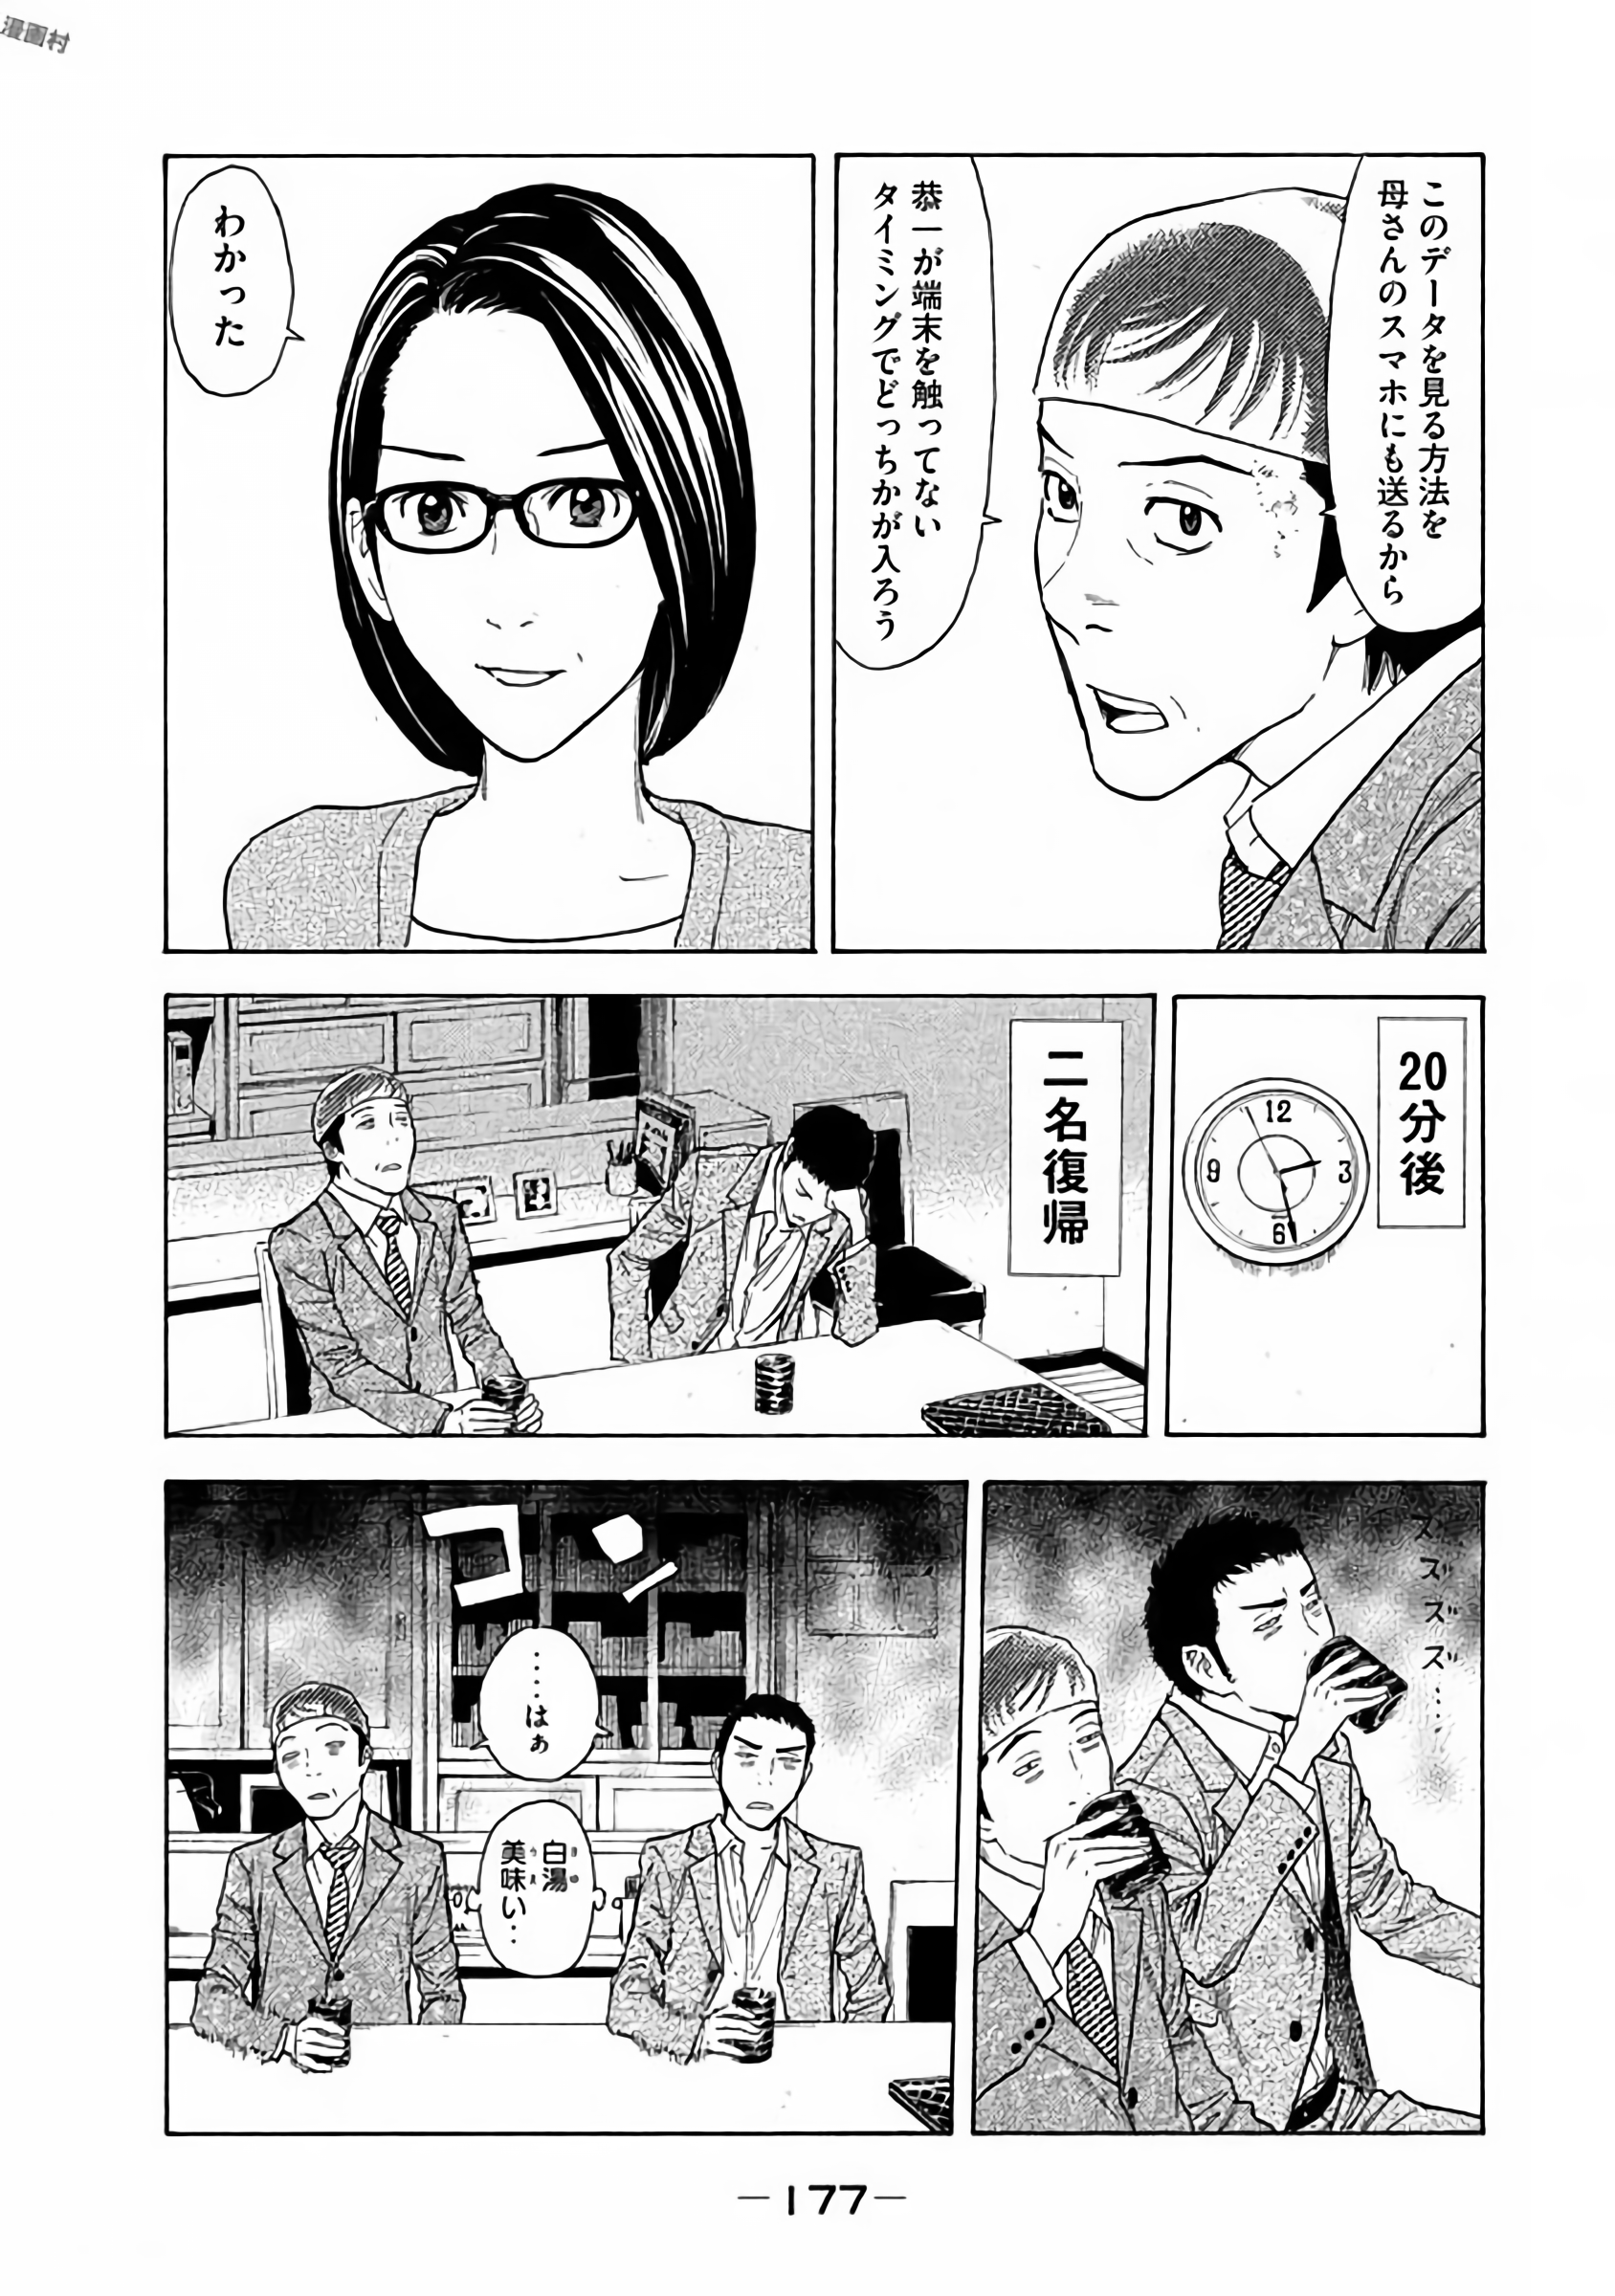 漫画村
このデータを見る方法を
母さんのスマホにも送るから
恭一が端末を触ってない
タイミングでどっちかが入ろう
わかった
20分後
12
3
6
9
二名復帰
ズズズズ…
コン
‥‥はぁ
白湯
美味い‥
―177―